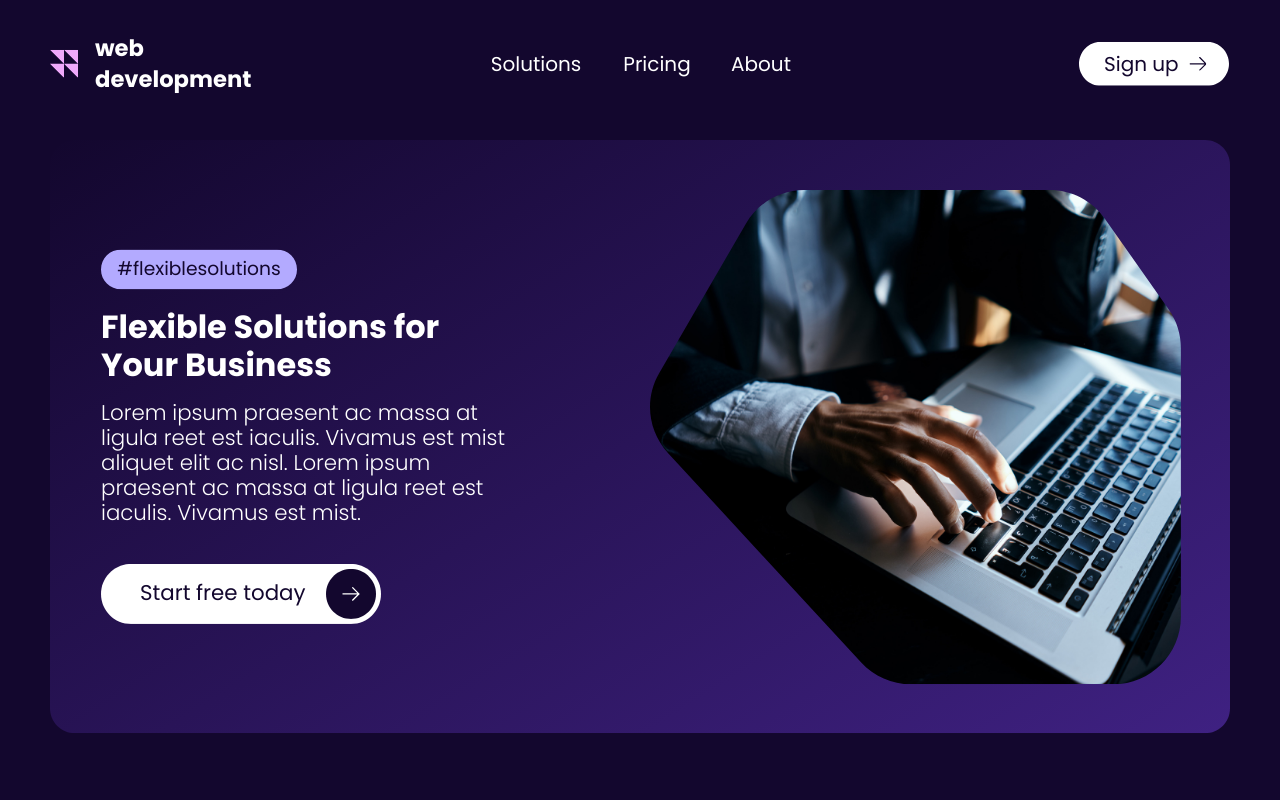 web
development
Solutions Pricing About
Sign up
#flexiblesolutions
Flexible Solutions for
Your Business
Lorem ipsum praesent ac massa at
ligula reet est iaculis. Vivamus est mist
aliquet elit ac nisl. Lorem ipsum
praesent ac massa at ligula reet est
iaculis. Vivamus est mist.
Start free today